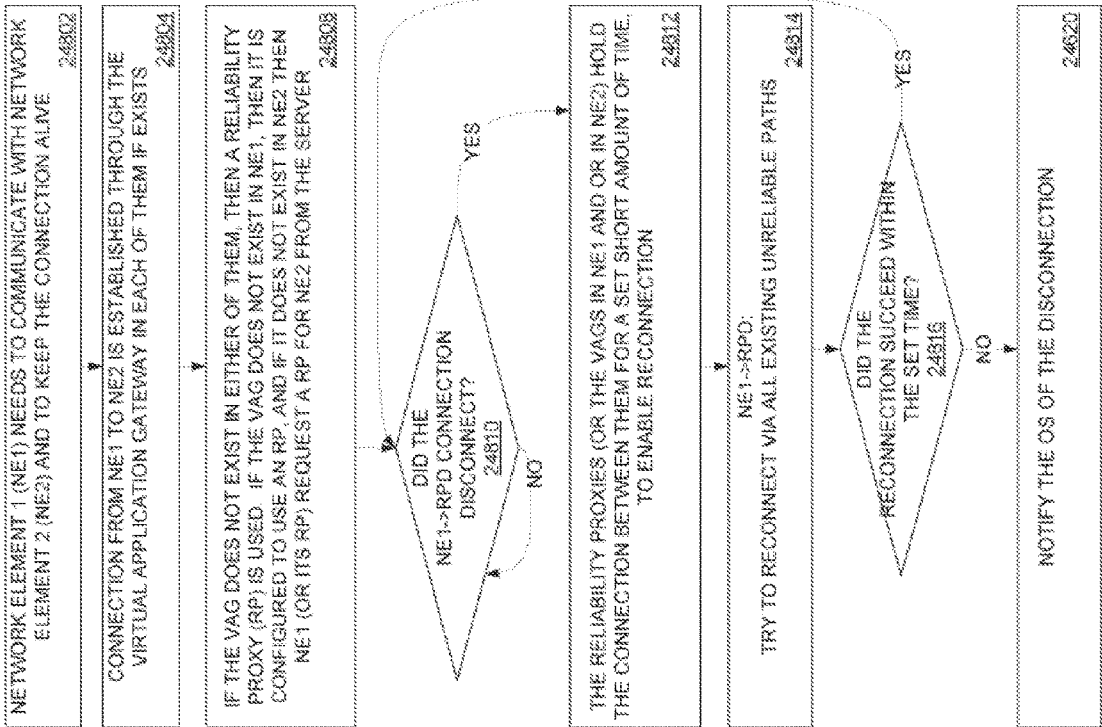 NETWORK ELEMENT 1 (NE1) NEEDS TO COMMUNICATE WITH NETWORK
ELEMENT 2 (NE2) AND TO KEEP THE CONNECTION ALIVE
24802
CONNECTION FROM NE1 TO NE2 IS ESTABLISHED THROUGH THE
VIRTUAL APPLICATION GATEWAY IN EACH OF THEM IF EXISTS
24804
IF THE VAG DOES NOT EXIST IN EITHER OF THEM, THEN A RELIABILITY
PROXY (RP) IS USED. IF THE VAG DOES NOT EXIST IN NE1, THEN IT IS
CONFIGURED TO USE AN RP, AND IF IT DOES NOT EXIST IN NE2 THEN
NE1 (OR ITS RP) REQUEST A RP FOR NE2 FROM THE SERVER
24808
DID THE
NE1->RPD CONNECTION
DISCONNECT?
24810
YES
NO
THE RELIABILITY PROXIES (OR THE VAGS IN NE1 AND OR IN NE2) HOLD
THE CONNECTION BETWEEN THEM FOR A SET SHORT AMOUNT OF TIME,
TO ENABLE RECONNECTION
24812
NE1->RPD:
TRY TO RECONNECT VIA ALL EXISTING UNRELIABLE PATHS
24814
DID THE
RECONNECTION SUCCEED WITHIN
THE SET TIME?
24816
YES
NO
NOTIFY THE OS OF THE DISCONNECTION
24620